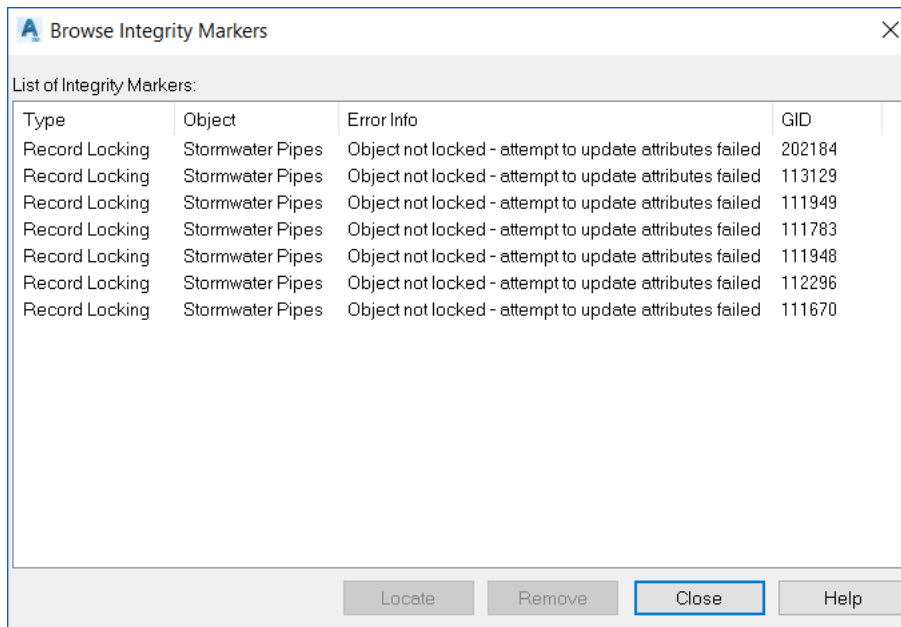 Browse Integrity Markers
List of Integrity Markers:
Type Object Error Info GID
Record Locking Stormwater Pipes Object not locked - attempt to update attributes failed 202184
Record Locking Stormwater Pipes Object not locked - attempt to update attributes failed 113129
Record Locking Stormwater Pipes Object not locked - attempt to update attributes failed 111949
Record Locking Stormwater Pipes Object not locked - attempt to update attributes failed 111783
Record Locking Stormwater Pipes Object not locked - attempt to update attributes failed 111948
Record Locking Stormwater Pipes Object not locked - attempt to update attributes failed 112296
Record Locking Stormwater Pipes Object not locked - attempt to update attributes failed 111670
Locate Remove Close Help